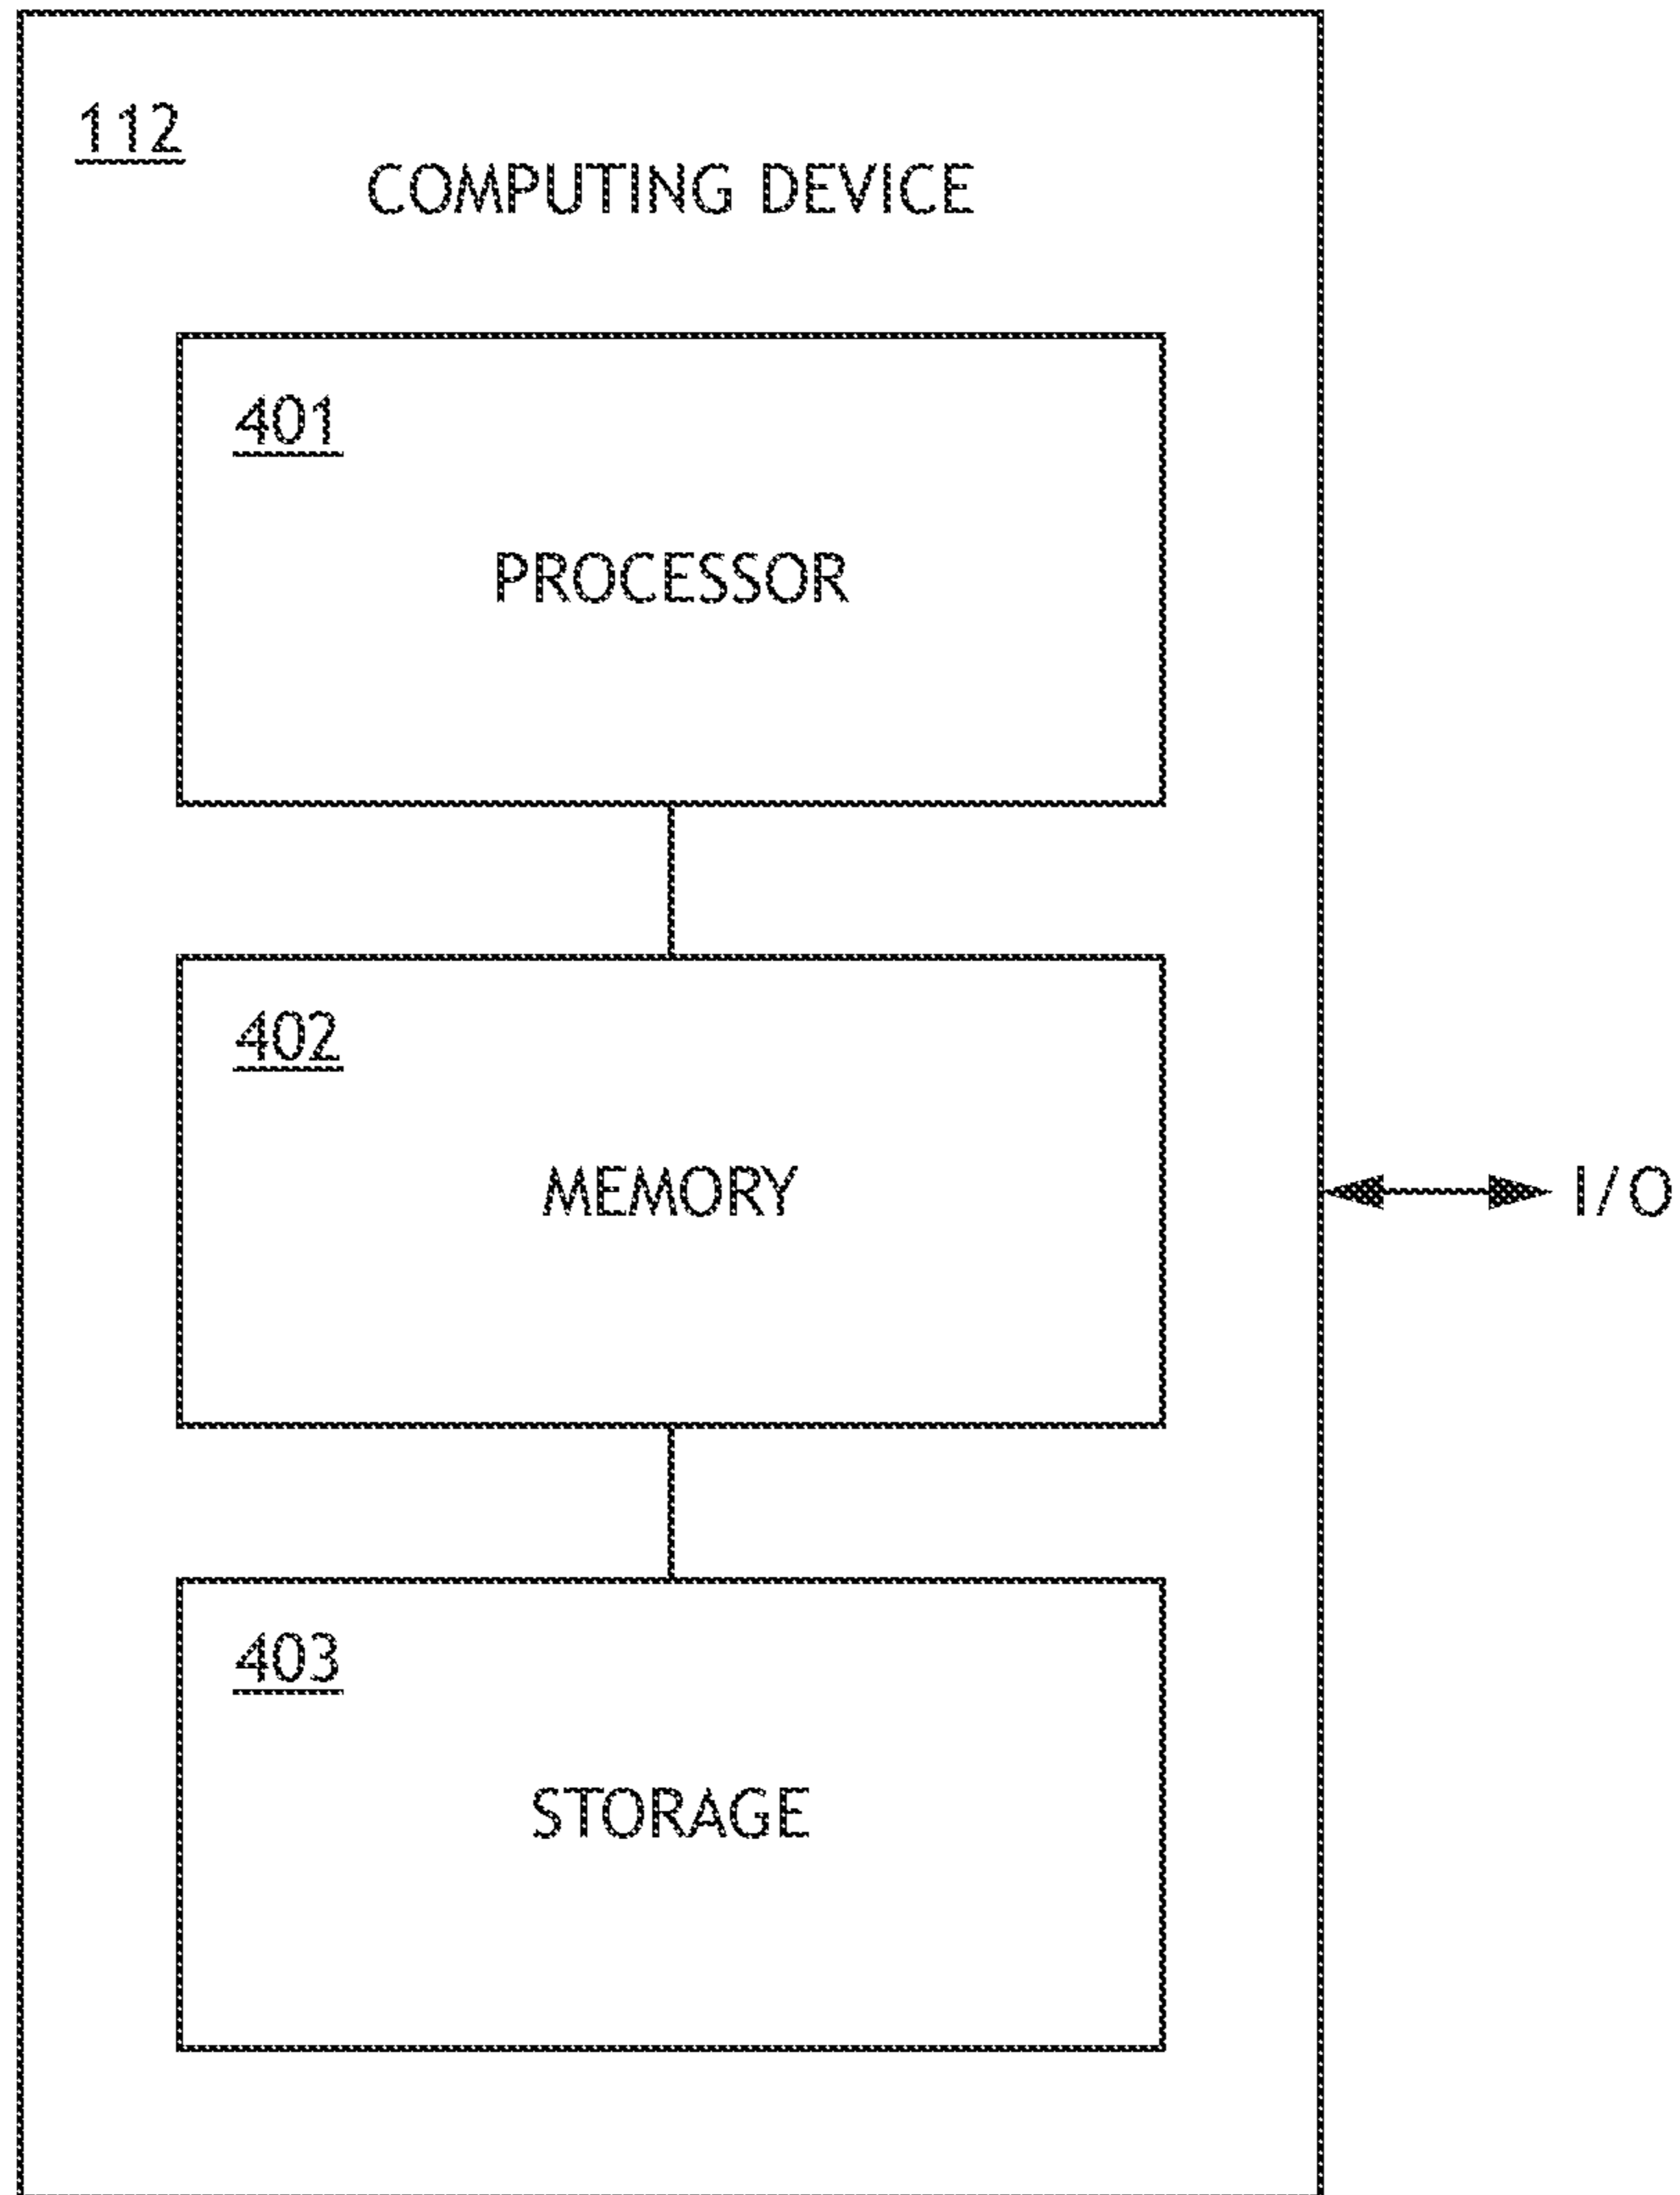 112
COMPUTING DEVICE
401
PROCESSOR
402
MEMORY
I/O
403
STORAGE